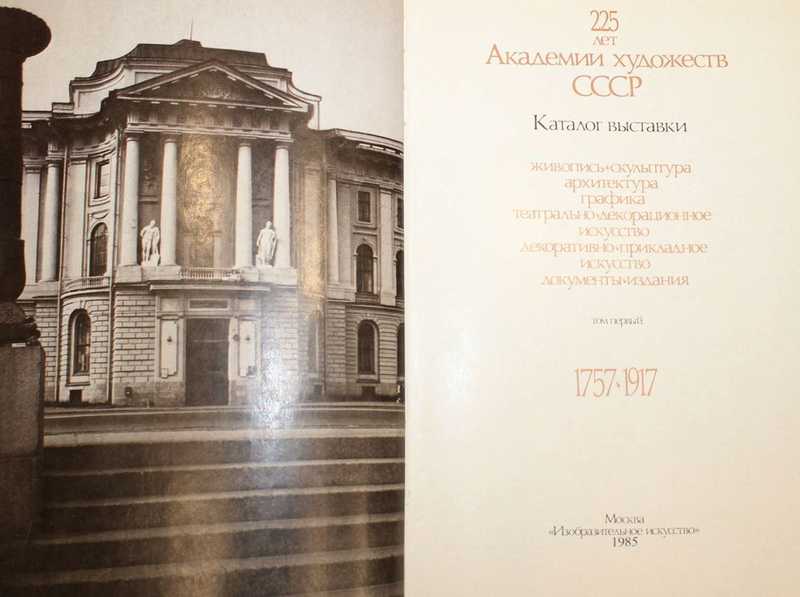 225
лет
Академии художеств
СССР
Каталог выставки
живопись•скульптура
архитектура
графика
театрально•декорационное
искусство
декоративно•прикладное
искусство
документы•издания
том первый
1757•1917
Москва
«Изобразительное искусство»
1985